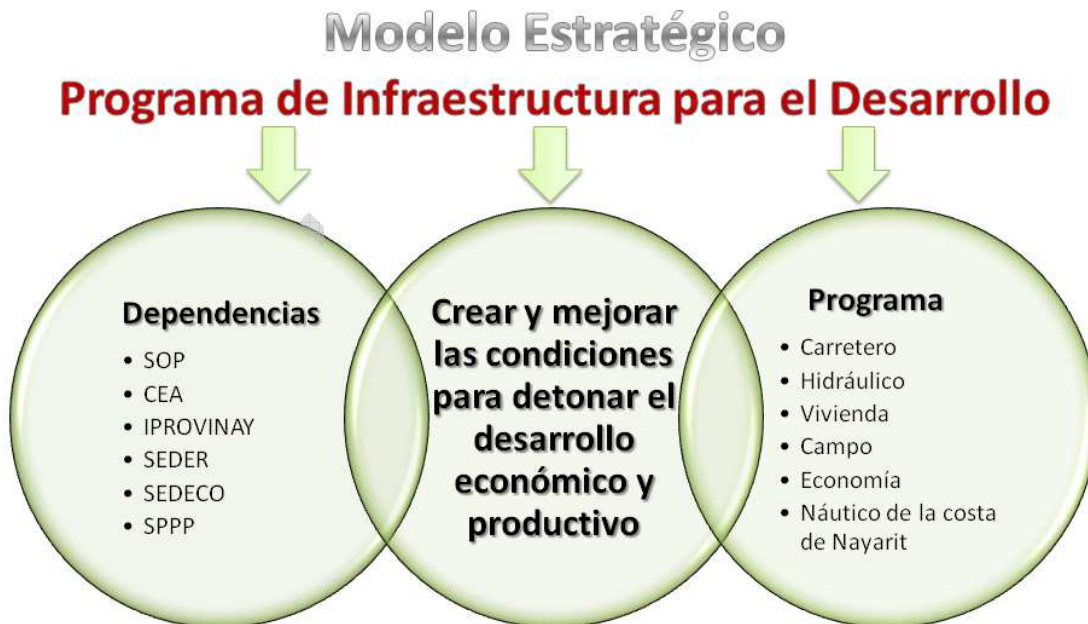 Modelo Estratégico
Programa de Infraestructura para el Desarrollo
Dependencias
• SOP
• CEA
• IPROVINAY
• SEDER
• SEDECO
• SPPP
Crear y mejorar
las condiciones
para detonar el
desarrollo
económico y
productivo
Programa
• Carretero
• Hidráulico
• Vivienda
• Campo
• Economía
• Náutico de la costa
de Nayarit